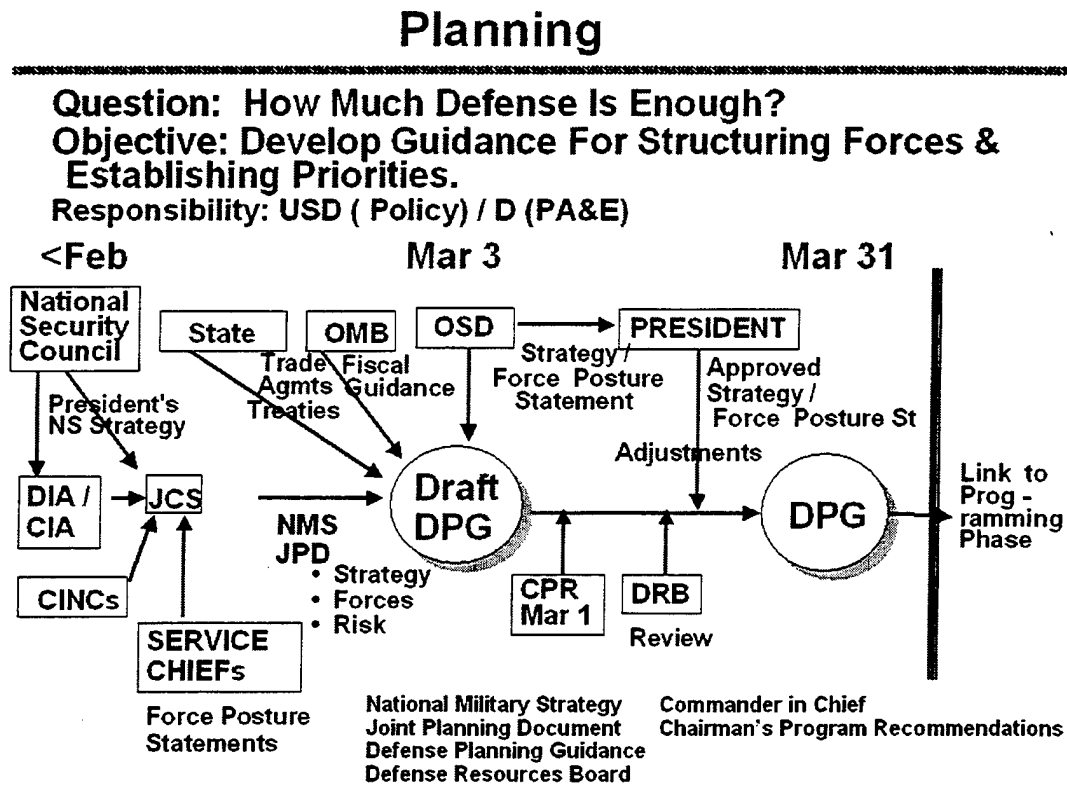 Planning
Question: How Much Defense Is Enough?
Objective: Develop Guidance For Structuring Forces &
Establishing Priorities.
Responsibility: USD ( Policy) / D (PA&E)
<Feb
Mar 3
Mar 31
National
Security
Council
State
OMB
OSD
PRESIDENT
Trade
Agmts
Treaties
Fiscal
Guidance
Strategy /
Force Posture
Statement
Approved
Strategy /
Force Posture St
President's
NS Strategy
Adjustments
DIA /
CIA
JCS
NMS
JPD
• Strategy
• Forces
• Risk
Draft
DPG
DPG
Link to
Prog -
ramming
Phase
CINCs
CPR
Mar 1
DRB
Review
SERVICE
CHIEFs
Force Posture
Statements
National Military Strategy
Joint Planning Document
Defense Planning Guidance
Defense Resources Board
Commander in Chief
Chairman's Program Recommendations